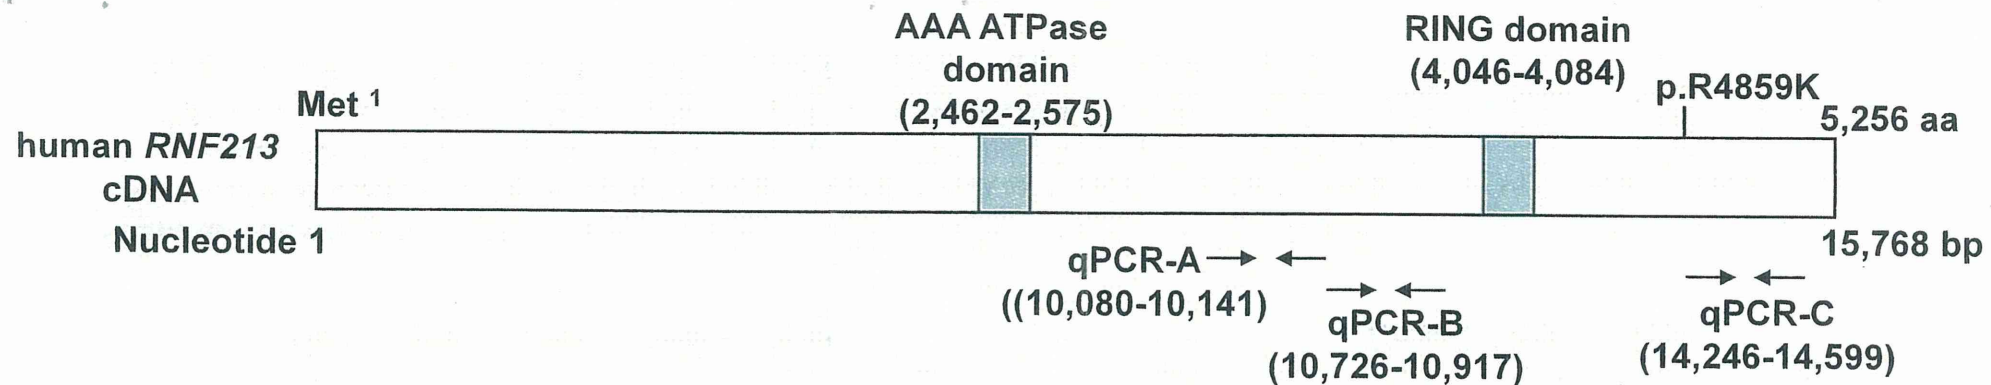 AAA ATPase
domain
(2,462-2,575)
RING domain
(4,046-4,084)
p.R4859K
Met ¹
5,256 aa
human RNF213
cDNA
Nucleotide 1
15,768 bp
qPCR-A
((10,080-10,141)
qPCR-B
(10,726-10,917)
qPCR-C
(14,246-14,599)